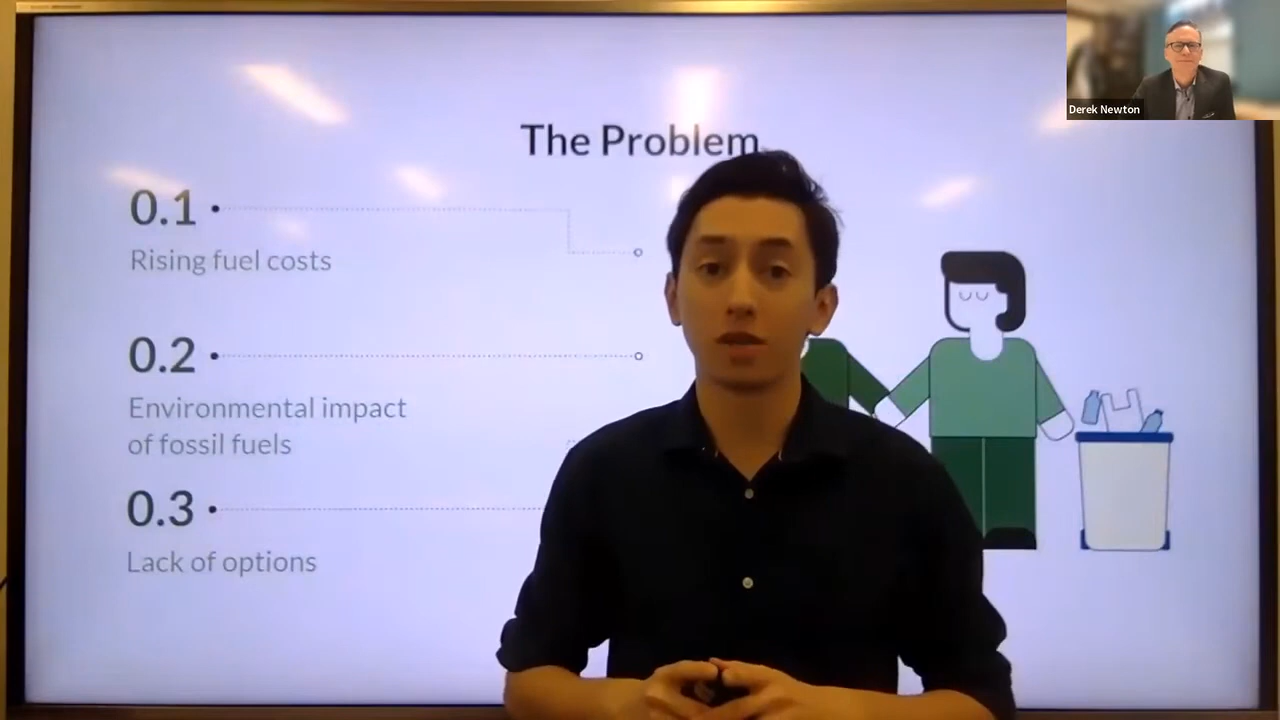 Derek Newton
The Problem
0.1
Rising fuel costs
0.2
Environmental impact
of fossil fuels
0.3
Lack of options